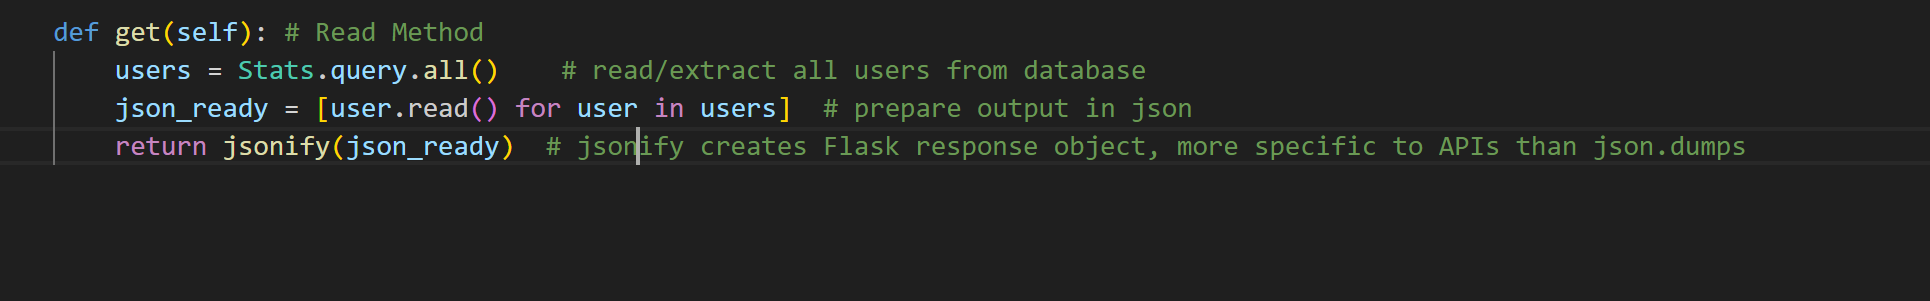 def get(self): # Read Method
users = Stats.query.all()    # read/extract all users from database
json_ready = [user.read() for user in users]  # prepare output in json
return jsonify(json_ready)  # jsonify creates Flask response object, more specific to APIs than json.dumps